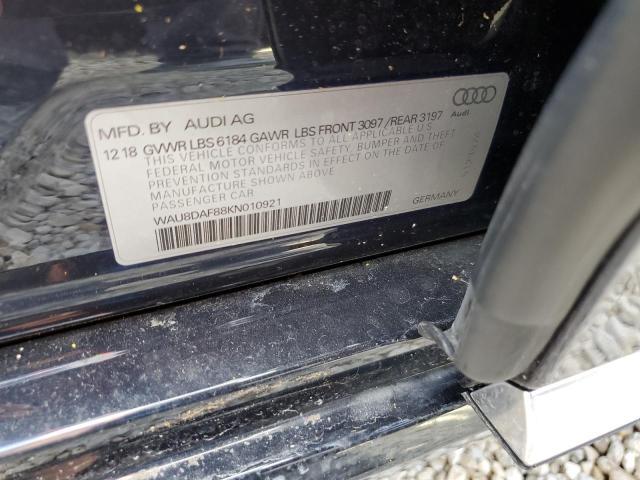 MFD. BY AUDI AG
Audi
12 18 GVWR LBS 6184 GAWR LBS FRONT 3097 / REAR 3197
THIS VEHICLE CONFORMS TO ALL APPLICABLE U.S.
FEDERAL MOTOR VEHICLE SAFETY, BUMPER AND THEFT
PREVENTION STANDARDS IN EFFECT ON THE DATE OF
MANUFACTURE SHOWN ABOVE.
WAU8DAF88KN010921
GERMANY